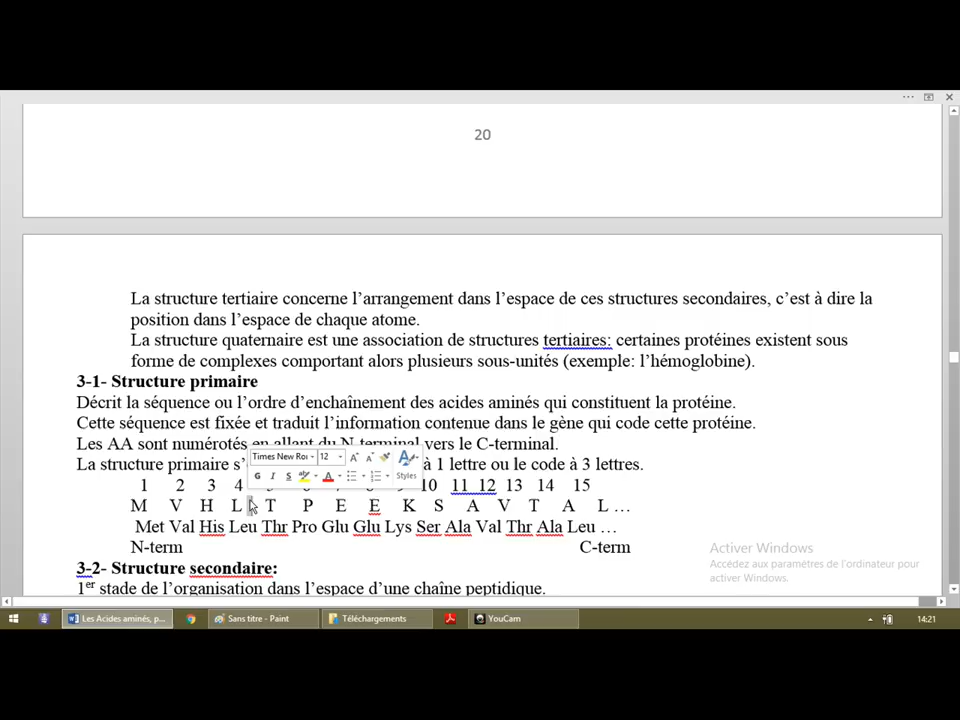 20
La structure tertiaire concerne l’arrangement dans l’espace de ces structures secondaires, c’est à dire la
position dans l’espace de chaque atome.
La structure quaternaire est une association de structures tertiaires: certaines protéines existent sous
forme de complexes comportant alors plusieurs sous-unités (exemple: l’hémoglobine).
3-1- Structure primaire
Décrit la séquence ou l’ordre d’enchaînement des acides aminés qui constituent la protéine.
Cette séquence est fixée et traduit l’information contenue dans le gène qui code cette protéine.
Les AA sont numérotés en allant du N-terminal vers le C-terminal.
Times New Roi 12 Styles
La structure primaire s’ à 1 lettre ou le code à 3 lettres.
G I S
1 2 3 4 10 11 12 13 14 15
M V H L T P E E K S A V T A L …
Met Val His Leu Thr Pro Glu Glu Lys Ser Ala Val Thr Ala Leu …
N-term C-term
3-2- Structure secondaire:
1er stade de l’organisation dans l’espace d’une chaîne peptidique.
Activer Windows
Accédez aux paramètres de l’ordinateur pour
activer Windows.
Les Acides aminés, p... Sans titre - Paint Téléchargements YouCam 14:21